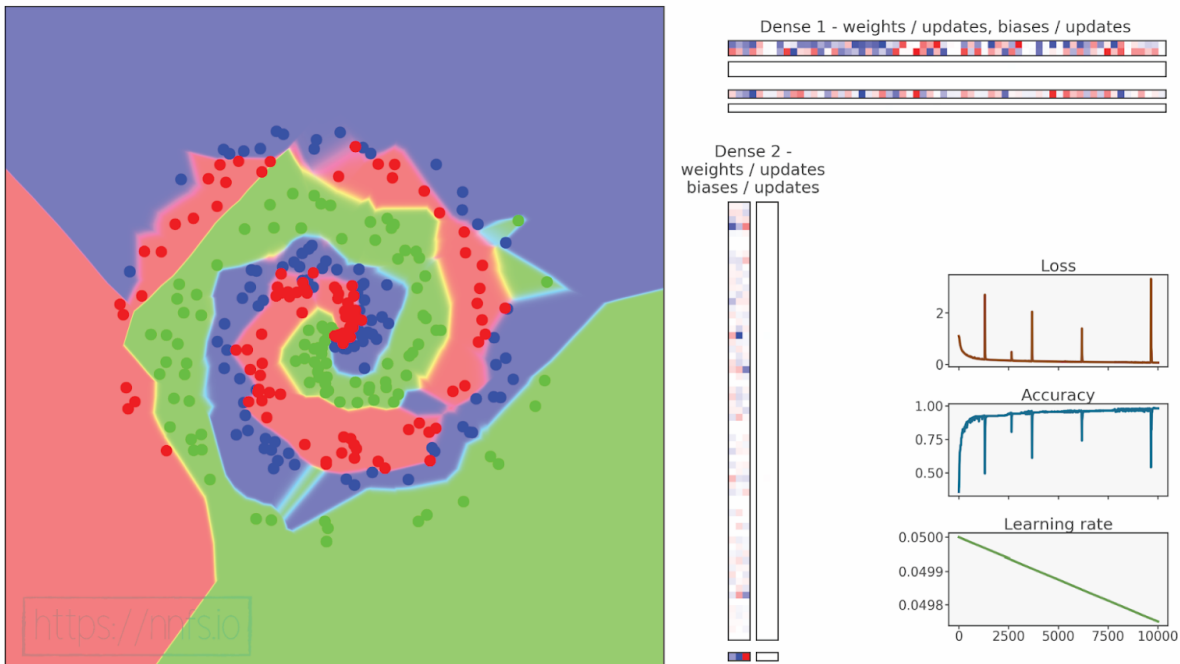 Dense 1 - weights / updates, biases / updates
Dense 2 -
weights / updates
biases / updates
Loss
2
0
Accuracy
1.00
0.75
0.50
Learning rate
0.0500
0.0499
0.0498
0 2500 5000 7500 10000
https://nnfs.io